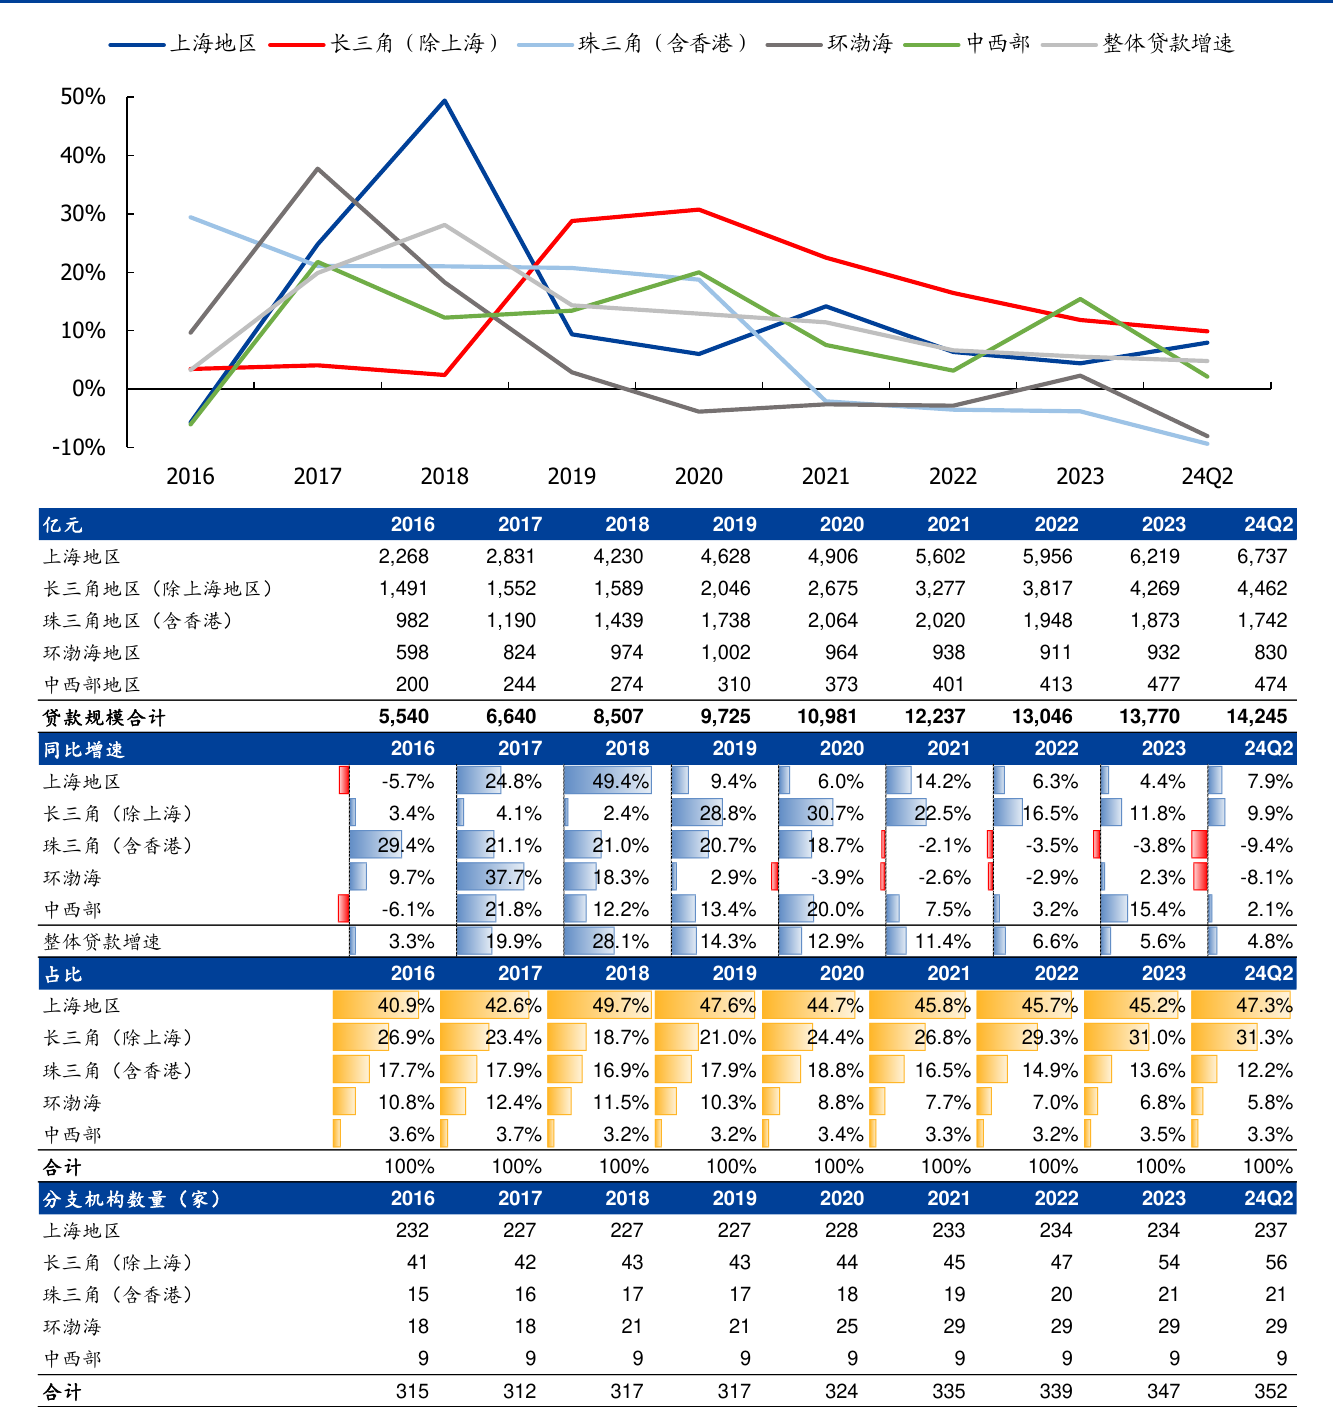 上海地区 长三角（除上海） 珠三角（含香港） 环渤海 中西部 整体贷款增速
50%
40%
30%
20%
10%
0%
-10%
2016 2017 2018 2019 2020 2021 2022 2023 24Q2
亿元 2016 2017 2018 2019 2020 2021 2022 2023 24Q2
上海地区 2,268 2,831 4,230 4,628 4,906 5,602 5,956 6,219 6,737
长三角地区（除上海地区） 1,491 1,552 1,589 2,046 2,675 3,277 3,817 4,269 4,462
珠三角地区（含香港） 982 1,190 1,439 1,738 2,064 2,020 1,948 1,873 1,742
环渤海地区 598 824 974 1,002 964 938 911 932 830
中西部地区 200 244 274 310 373 401 413 477 474
贷款规模合计 5,540 6,640 8,507 9,725 10,981 12,237 13,046 13,770 14,245
同比增速 2016 2017 2018 2019 2020 2021 2022 2023 24Q2
上海地区 -5.7% 24.8% 49.4% 9.4% 6.0% 14.2% 6.3% 4.4% 7.9%
长三角（除上海） 3.4% 4.1% 2.4% 28.8% 30.7% 22.5% 16.5% 11.8% 9.9%
珠三角（含香港） 29.4% 21.1% 21.0% 20.7% 18.7% -2.1% -3.5% -3.8% -9.4%
环渤海 9.7% 37.7% 18.3% 2.9% -3.9% -2.6% -2.9% 2.3% -8.1%
中西部 -6.1% 21.8% 12.2% 13.4% 20.0% 7.5% 3.2% 15.4% 2.1%
整体贷款增速 3.3% 19.9% 28.1% 14.3% 12.9% 11.4% 6.6% 5.6% 4.8%
占比 2016 2017 2018 2019 2020 2021 2022 2023 24Q2
上海地区 40.9% 42.6% 49.7% 47.6% 44.7% 45.8% 45.7% 45.2% 47.3%
长三角（除上海） 26.9% 23.4% 18.7% 21.0% 24.4% 26.8% 29.3% 31.0% 31.3%
珠三角（含香港） 17.7% 17.9% 16.9% 17.9% 18.8% 16.5% 14.9% 13.6% 12.2%
环渤海 10.8% 12.4% 11.5% 10.3% 8.8% 7.7% 7.0% 6.8% 5.8%
中西部 3.6% 3.7% 3.2% 3.2% 3.4% 3.3% 3.2% 3.5% 3.3%
合计 100% 100% 100% 100% 100% 100% 100% 100% 100%
分支机构数量（家） 2016 2017 2018 2019 2020 2021 2022 2023 24Q2
上海地区 232 227 227 227 228 233 234 234 237
长三角（除上海） 41 42 43 43 44 45 47 54 56
珠三角（含香港） 15 16 17 17 18 19 20 21 21
环渤海 18 18 21 21 25 29 29 29 29
中西部 9 9 9 9 9 9 9 9 9
合计 315 312 317 317 324 335 339 347 352